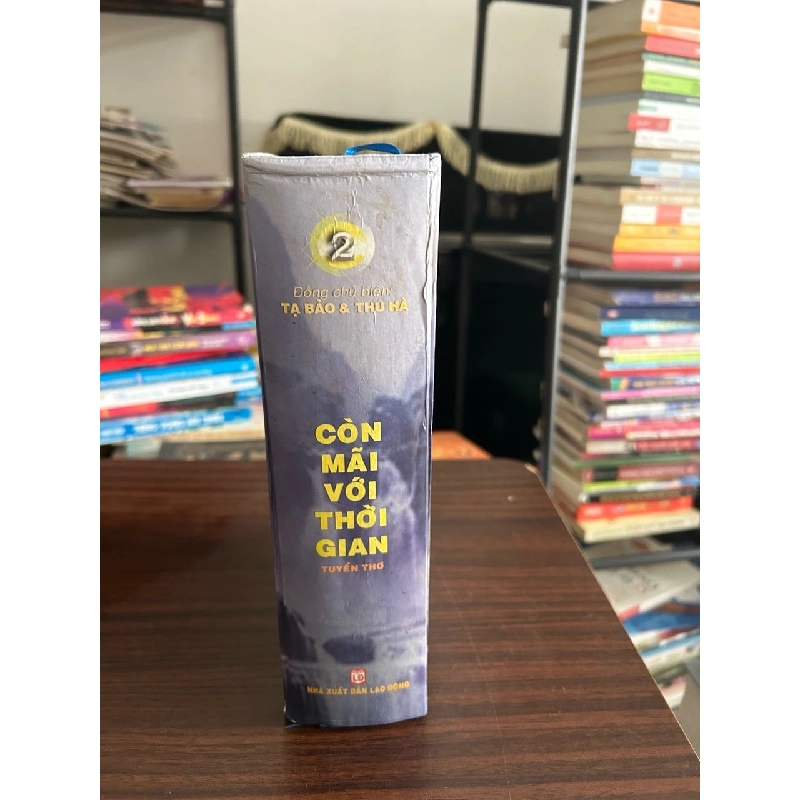 2
Đồng chủ biên:
TẠ BẢO & THU HÀ
CÒN
MÃI
VỚI
THỜI
GIAN
TUYỂN THƠ
LĐ
NHÀ XUẤT BẢN LAO ĐỘNG